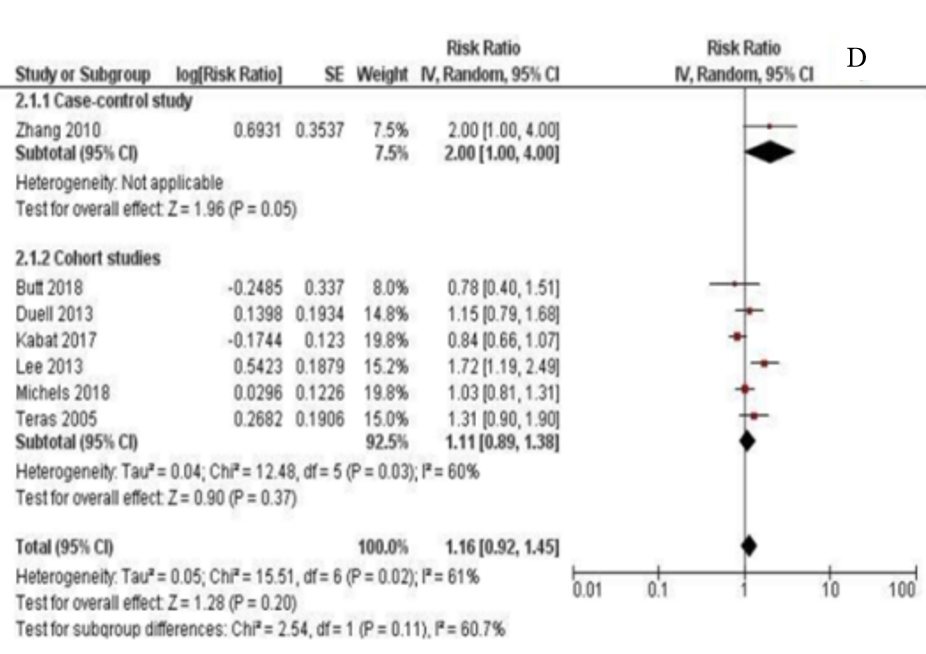 Risk Ratio Risk Ratio D
Study or Subgroup log[Risk Ratio] SE Weight IV, Random, 95% CI IV, Random, 95% CI
2.1.1 Case-control study
Zhang 2010 0.6931 0.3537 7.5% 2.00 [1.00, 4.00]
Subtotal (95% CI) 7.5% 2.00 [1.00, 4.00]
Heterogeneity: Not applicable
Test for overall effect: Z = 1.96 (P = 0.05)
2.1.2 Cohort studies
Butt 2018 -0.2485 0.337 8.0% 0.78 [0.40, 1.51]
Duell 2013 0.1398 0.1934 14.8% 1.15 [0.79, 1.68]
Kabat 2017 -0.1744 0.123 19.8% 0.84 [0.66, 1.07]
Lee 2013 0.5423 0.1879 15.2% 1.72 [1.19, 2.49]
Michels 2018 0.0296 0.1226 19.8% 1.03 [0.81, 1.31]
Teras 2005 0.2682 0.1906 15.0% 1.31 [0.90, 1.90]
Subtotal (95% CI) 92.5% 1.11 [0.89, 1.38]
Heterogeneity: Tau² = 0.04; Chi² = 12.48, df = 5 (P = 0.03); I² = 60%
Test for overall effect: Z = 0.90 (P = 0.37)
Total (95% CI) 100.0% 1.16 [0.92, 1.45]
Heterogeneity: Tau² = 0.05; Chi² = 15.51, df = 6 (P = 0.02); I² = 61%
0.01 0.1 1 10 100
Test for overall effect: Z = 1.28 (P = 0.20)
Test for subgroup differences: Chi² = 2.54, df = 1 (P = 0.11), I² = 60.7%